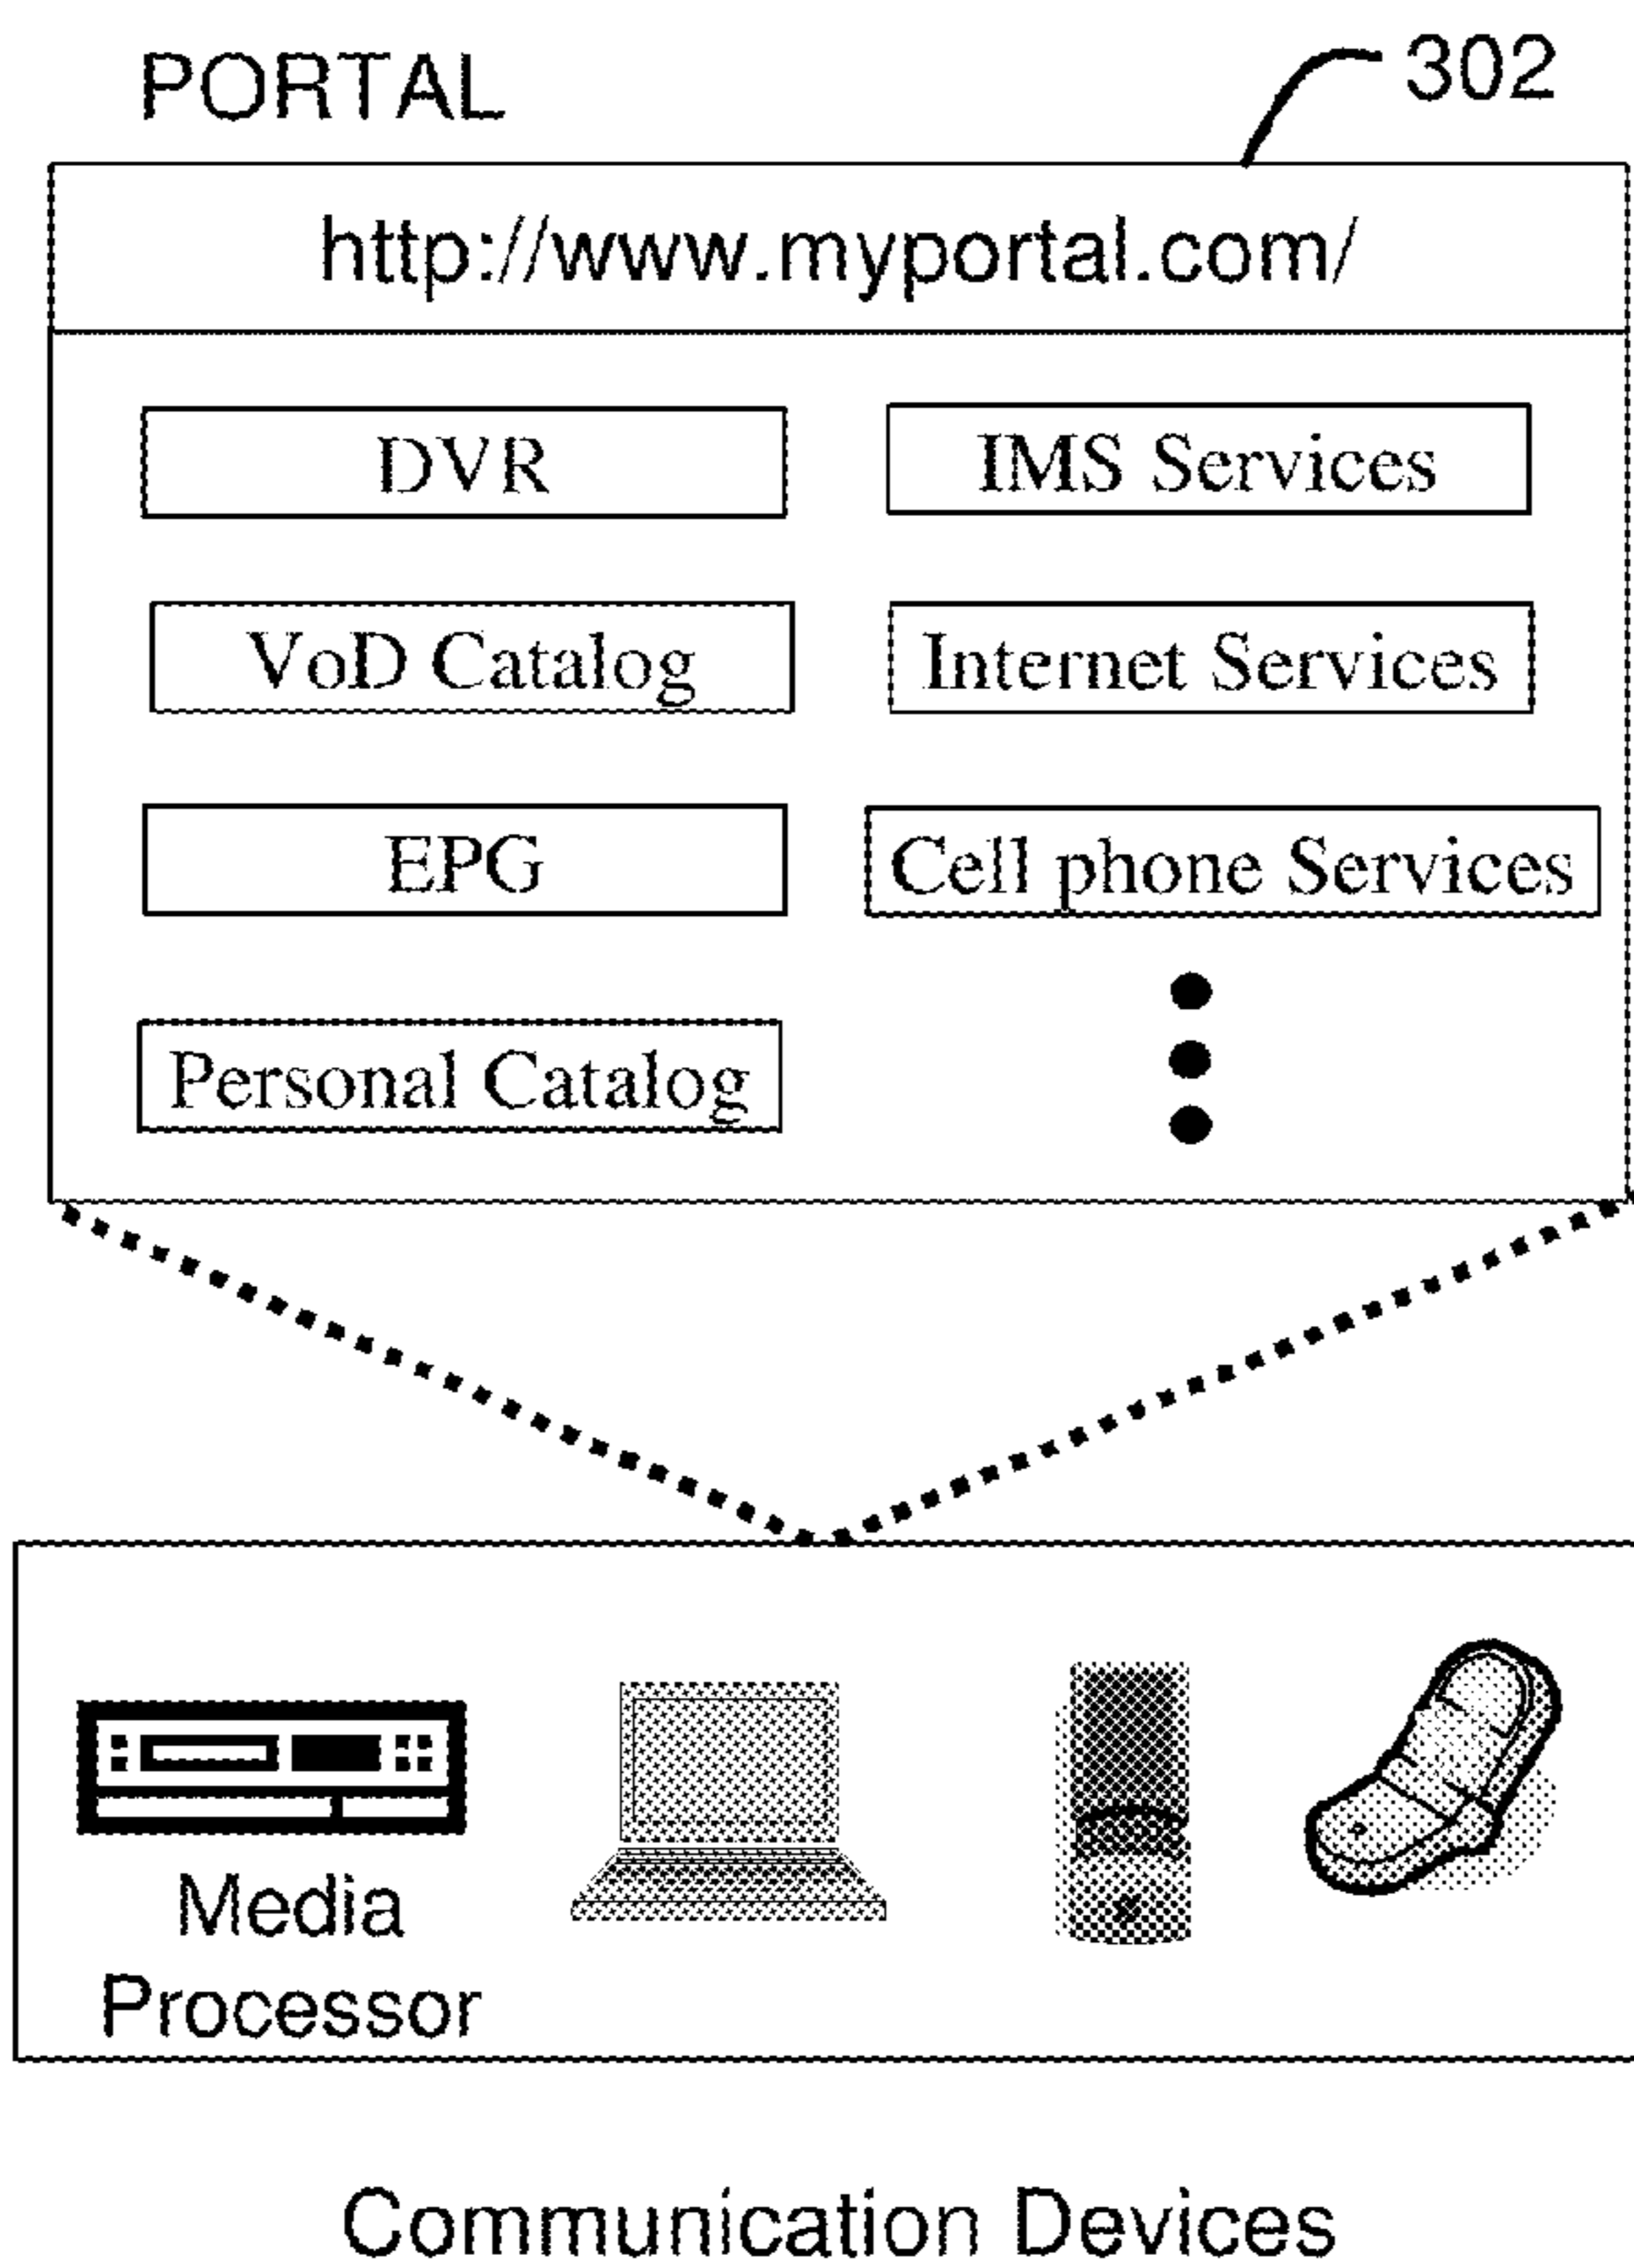 PORTAL
302
http://www.myportal.com/
DVR
IMS Services
VoD Catalog
Internet Services
EPG
Cell phone Services
Personal Catalog
Media
Processor
Communication Devices